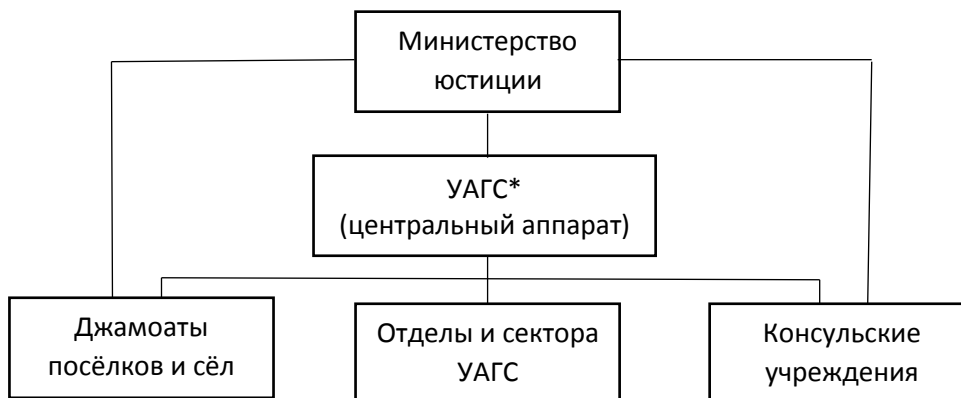 Министерство
юстиции
УАГС*
(центральный аппарат)
Джамоаты
посёлков и сёл
Отделы и сектора
УАГС
Консульские
учреждения